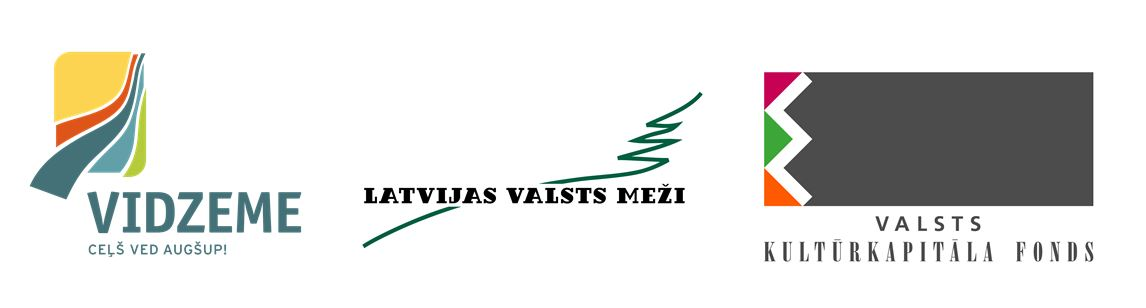 VIDZEME
CEĻŠ VED AUGŠUP!
LATVIJAS VALSTS MEŽI
VALSTS
KULTŪRKAPITĀLA FONDS